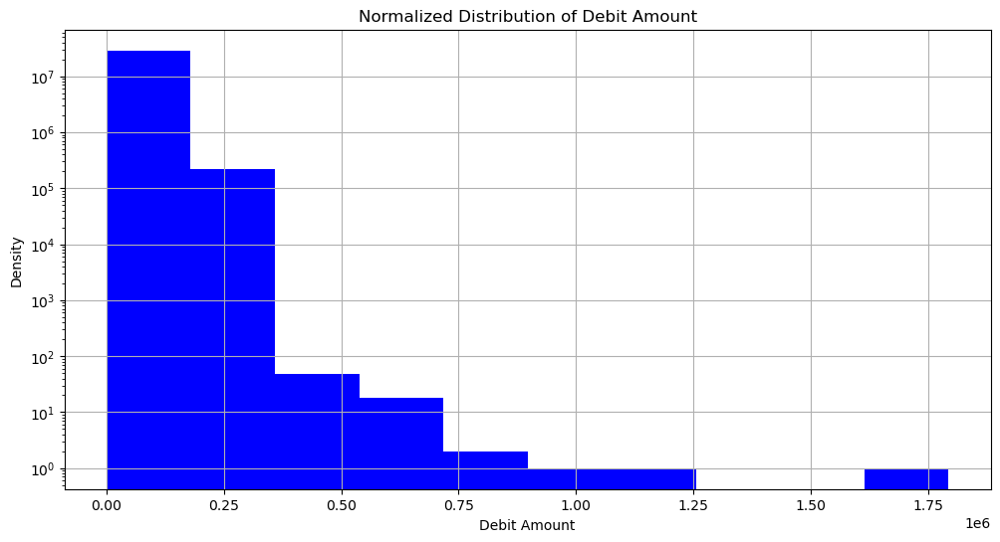 Normalized Distribution of Debit Amount
Density
10^7
10^6
10^5
10^4
10^3
10^2
10^1
10^0
0.00 0.25 0.50 0.75 1.00 1.25 1.50 1.75
1e6
Debit Amount